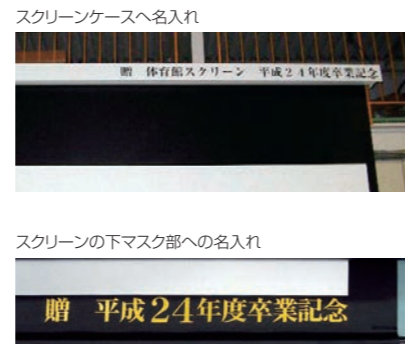 スクリーンケースへ名入れ
贈 体育館スクリーン 平成24年度卒業記念
スクリーンの下マスク部への名入れ
贈 平成24年度卒業記念